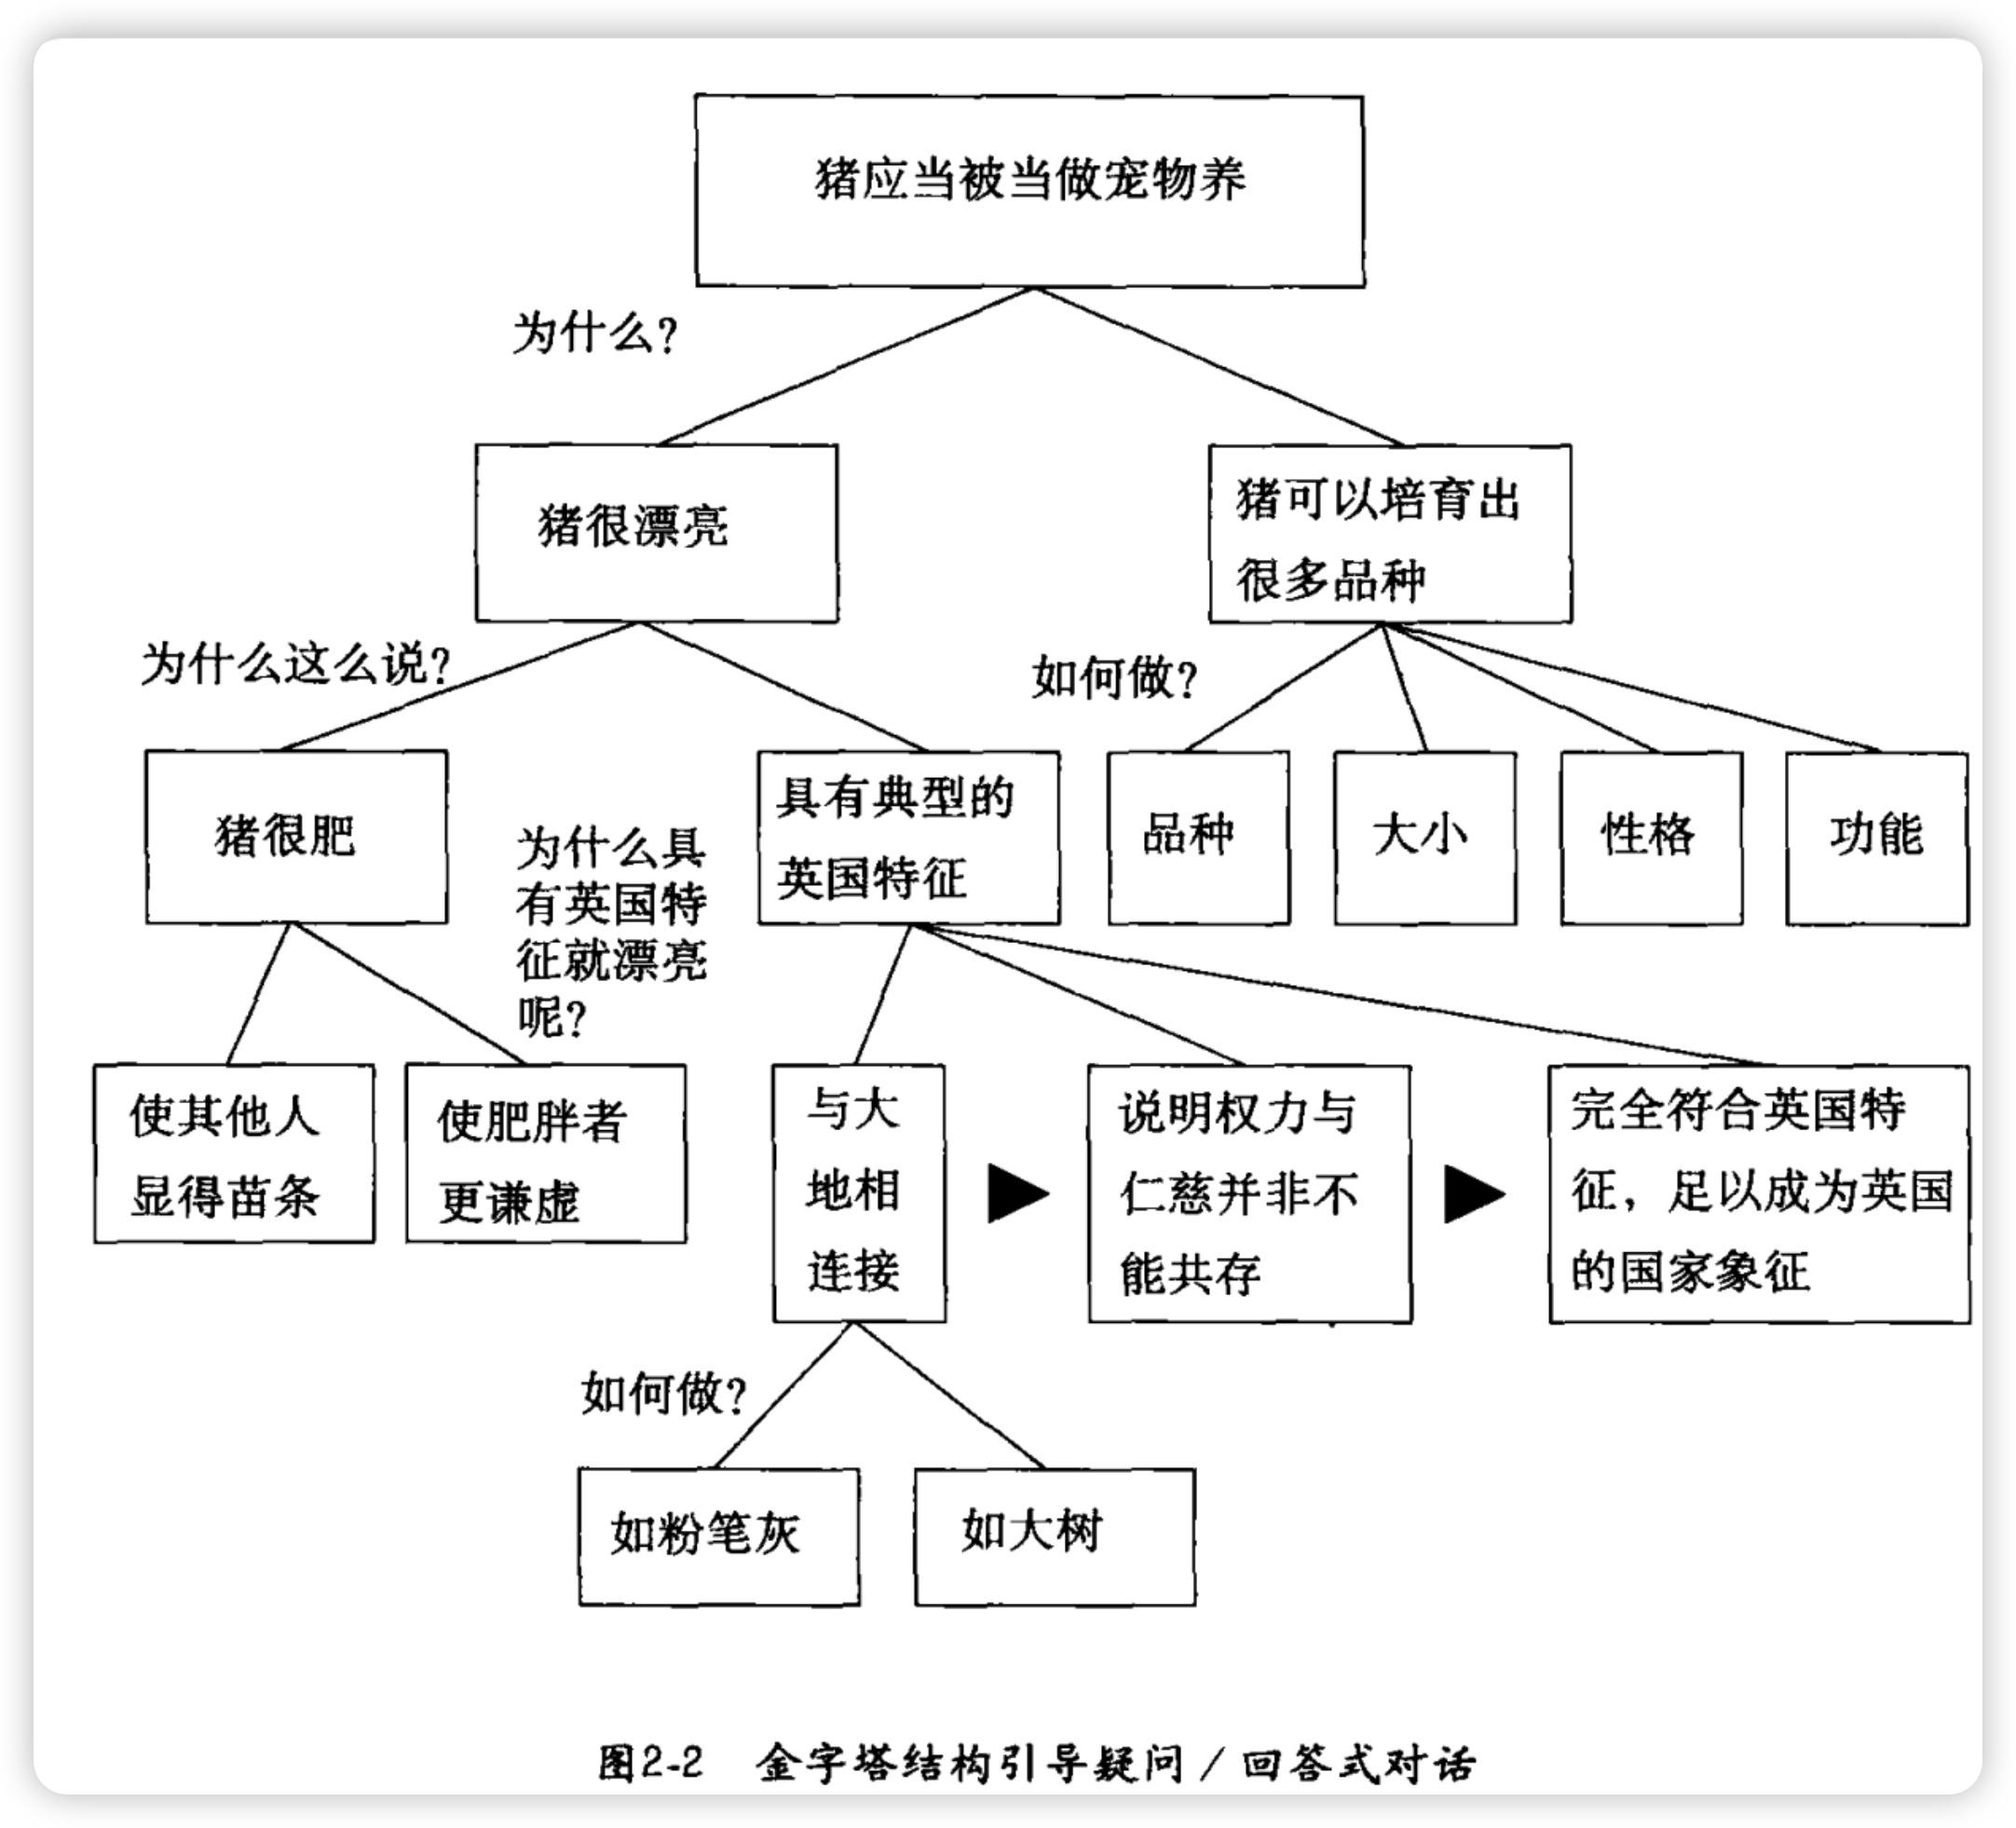 猪应当被当做宠物养
为什么？
猪很漂亮
猪可以培育出
很多品种
为什么这么说？
如何做？
猪很肥
为什么具
有英国特
征就漂亮
呢？
具有典型的
英国特征
品种
大小
性格
功能
使其他人
显得苗条
使肥胖者
更谦虚
与大
地相
连接
说明权力与
仁慈并非不
能共存
完全符合英国特
征，足以成为英国
的国家象征
如何做？
如粉笔灰
如大树
图2-2 金字塔结构引导疑问／回答式对话